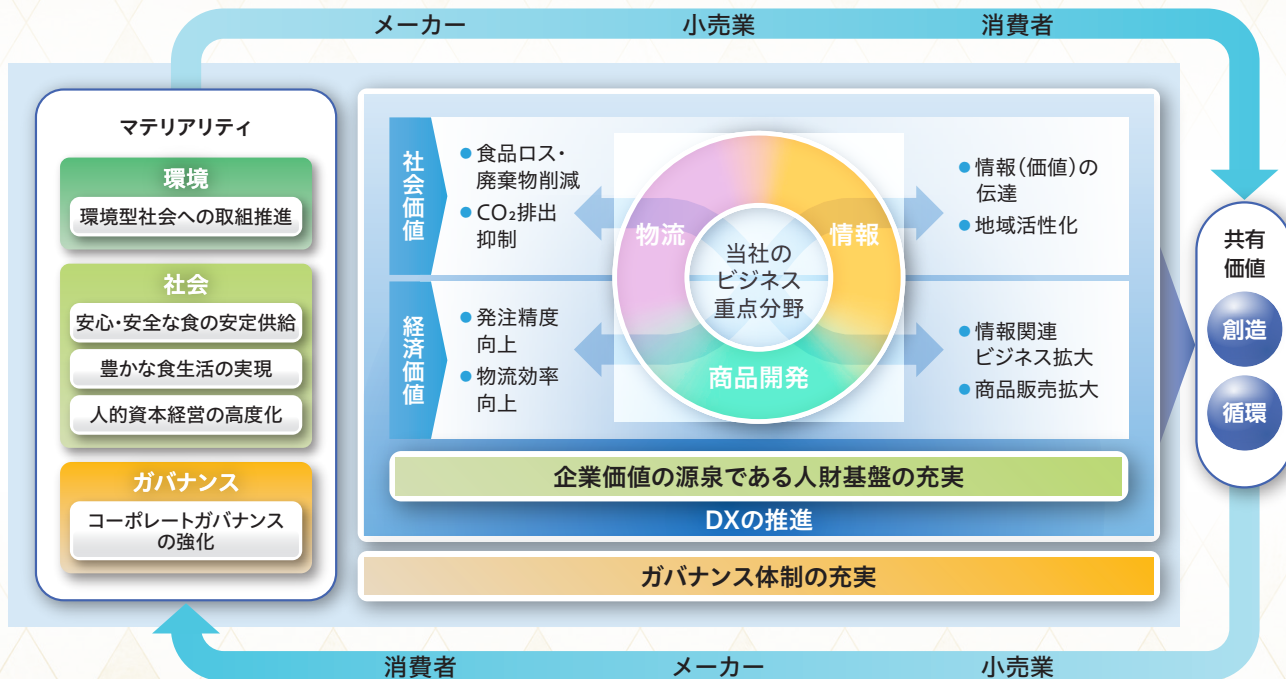 メーカー
小売業
消費者
マテリアリティ
環境
環境型社会への取組推進
社会
安心・安全な食の安定供給
豊かな食生活の実現
人的資本経営の高度化
ガバナンス
コーポレートガバナンス
の強化
社会価値
●食品ロス・
廃棄物削減
●CO₂排出
抑制
物流
情報
当社の
ビジネス
重点分野
商品開発
●情報(価値)の
伝達
●地域活性化
経済価値
●発注精度
向上
●物流効率
向上
●情報関連
ビジネス拡大
●商品販売拡大
企業価値の源泉である人財基盤の充実
DXの推進
ガバナンス体制の充実
共有
価値
創造
循環
消費者
メーカー
小売業